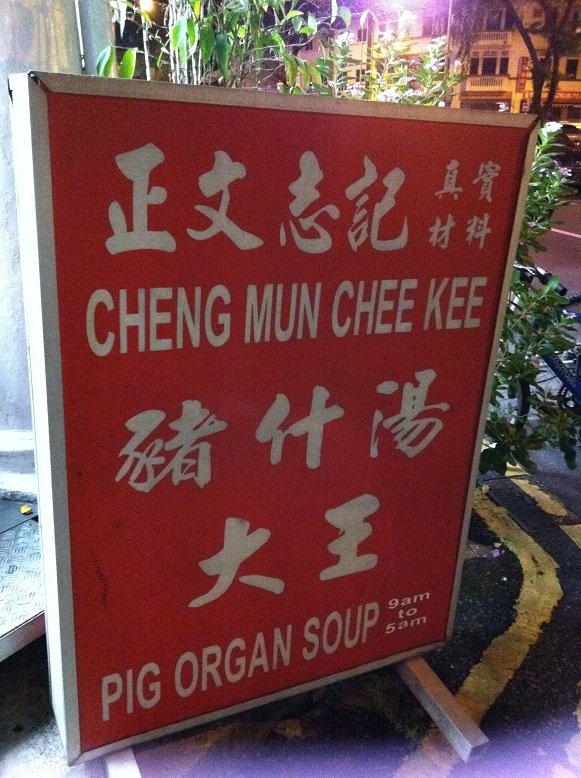 正文志記 真實
材料
CHENG MUN CHEE KEE
豬什湯
大王
PIG ORGAN SOUP 9am
to
5am